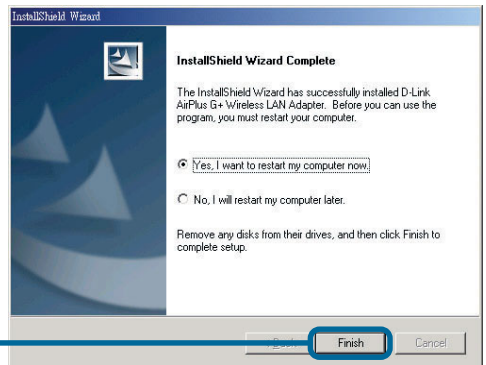 InstallShield Wizard
InstallShield Wizard Complete
The InstallShield Wizard has successfully installed D-Link
AirPlus G+ Wireless LAN Adapter. Before you can use the
program, you must restart your computer.
Yes, I want to restart my computer now.
No, I will restart my computer later.
Remove any disks from their drives, and then click Finish to
complete setup.
Finish
Cancel